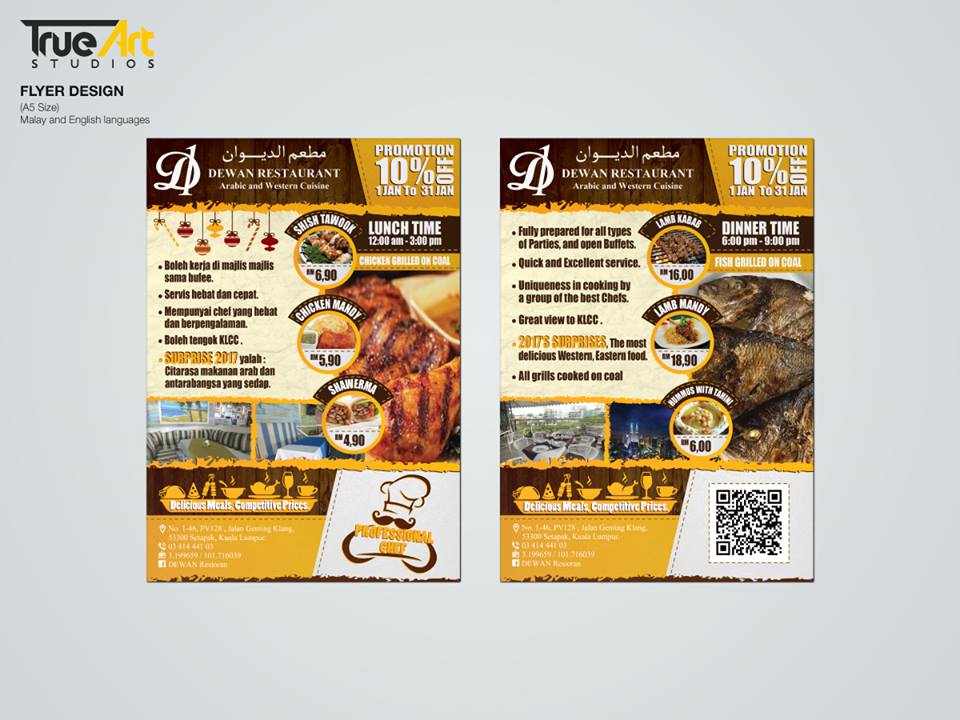 TrueArt
STUDIOS
FLYER DESIGN
(A5 Size)
Malay and English languages
مطعم الديـــوان
DEWAN RESTAURANT
Arabic and Western Cuisine
PROMOTION
10% OFF
1 JAN To 31 JAN
LUNCH TIME
12:00 am - 3:00 pm
CHICKEN GRILLED ON COAL
SHISH TAWOOK
RM 6,90
• Boleh kerja di majlis majlis
sama bufee.
• Servis hebat dan cepat.
• Mempunyai chef yang hebat
dan berpengalaman.
• Boleh tengok KLCC .
• SURPRISE 2017 yalah :
Citarasa makanan arab dan
antarabangsa yang sedap.
CHICKEN MANDY
RM 5,90
SHAWERMA
RM 4,90
Delicious Meals, Competitive Prices.
No. 1-46, PV128 , Jalan Genting Klang,
53300 Setapak, Kuala Lumpur.
03 414 441 03
3.199659 / 101.716039
DEWAN Restoran
PROFESSIONAL
CHEF
مطعم الديـــوان
DEWAN RESTAURANT
Arabic and Western Cuisine
PROMOTION
10% OFF
1 JAN To 31 JAN
DINNER TIME
6:00 pm - 9:00 pm
FISH GRILLED ON COAL
LAMB KABAB
RM 16,00
• Fully prepared for all types
of Parties, and open Buffets.
• Quick and Excellent service.
• Uniqueness in cooking by
a group of the best Chefs.
• Great view to KLCC .
• 2017'S SURPRISES, The most
delicious Western, Eastern food.
• All grills cooked on coal
LAMB MANDY
RM 18,90
HUMMUS WITH TAHINI
RM 6,00
Delicious Meals, Competitive Prices.
No. 1-46, PV128 , Jalan Genting Klang,
53300 Setapak, Kuala Lumpur.
03 414 441 03
3.199659 / 101.716039
DEWAN Restoran